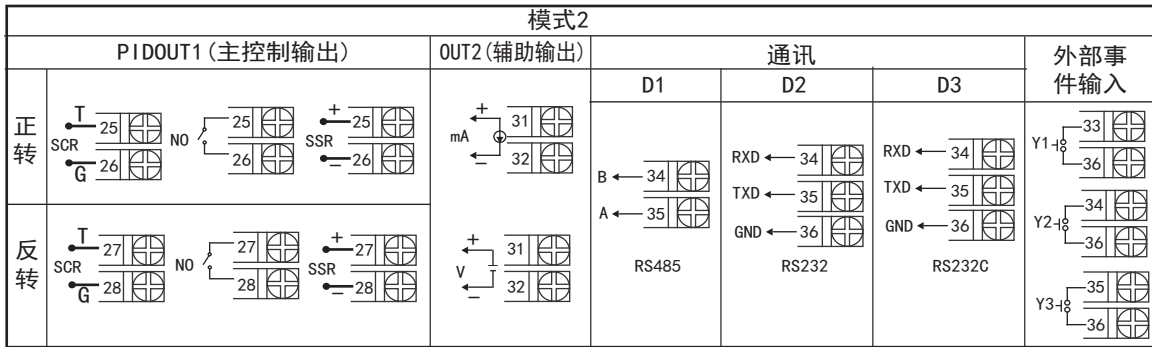 模式2
PIDOUT1(主控制输出) OUT2(辅助输出) 通讯 外部事件输入
D1 D2 D3
正转
SCR T 25 G 26
NO 25 26
SSR + 25 — 26
mA + 31 — 32
B 34
A 35
RS485
RXD 34
TXD 35
GND 36
RS232
RXD 34
TXD 35
GND 36
RS232C
Y1 33 36
Y2 34 36
Y3 35 36
反转
SCR T 27 G 28
NO 27 28
SSR + 27 — 28
V + 31 — 32